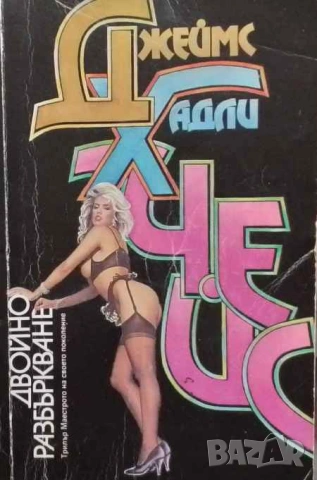 ДЖЕЙМС
ХАДЛИ
ЧЕЙС
ДВОЙНО
РАЗБЪРКВАНЕ
Трилър Маестрото на своето поколение
BAZAR
bg